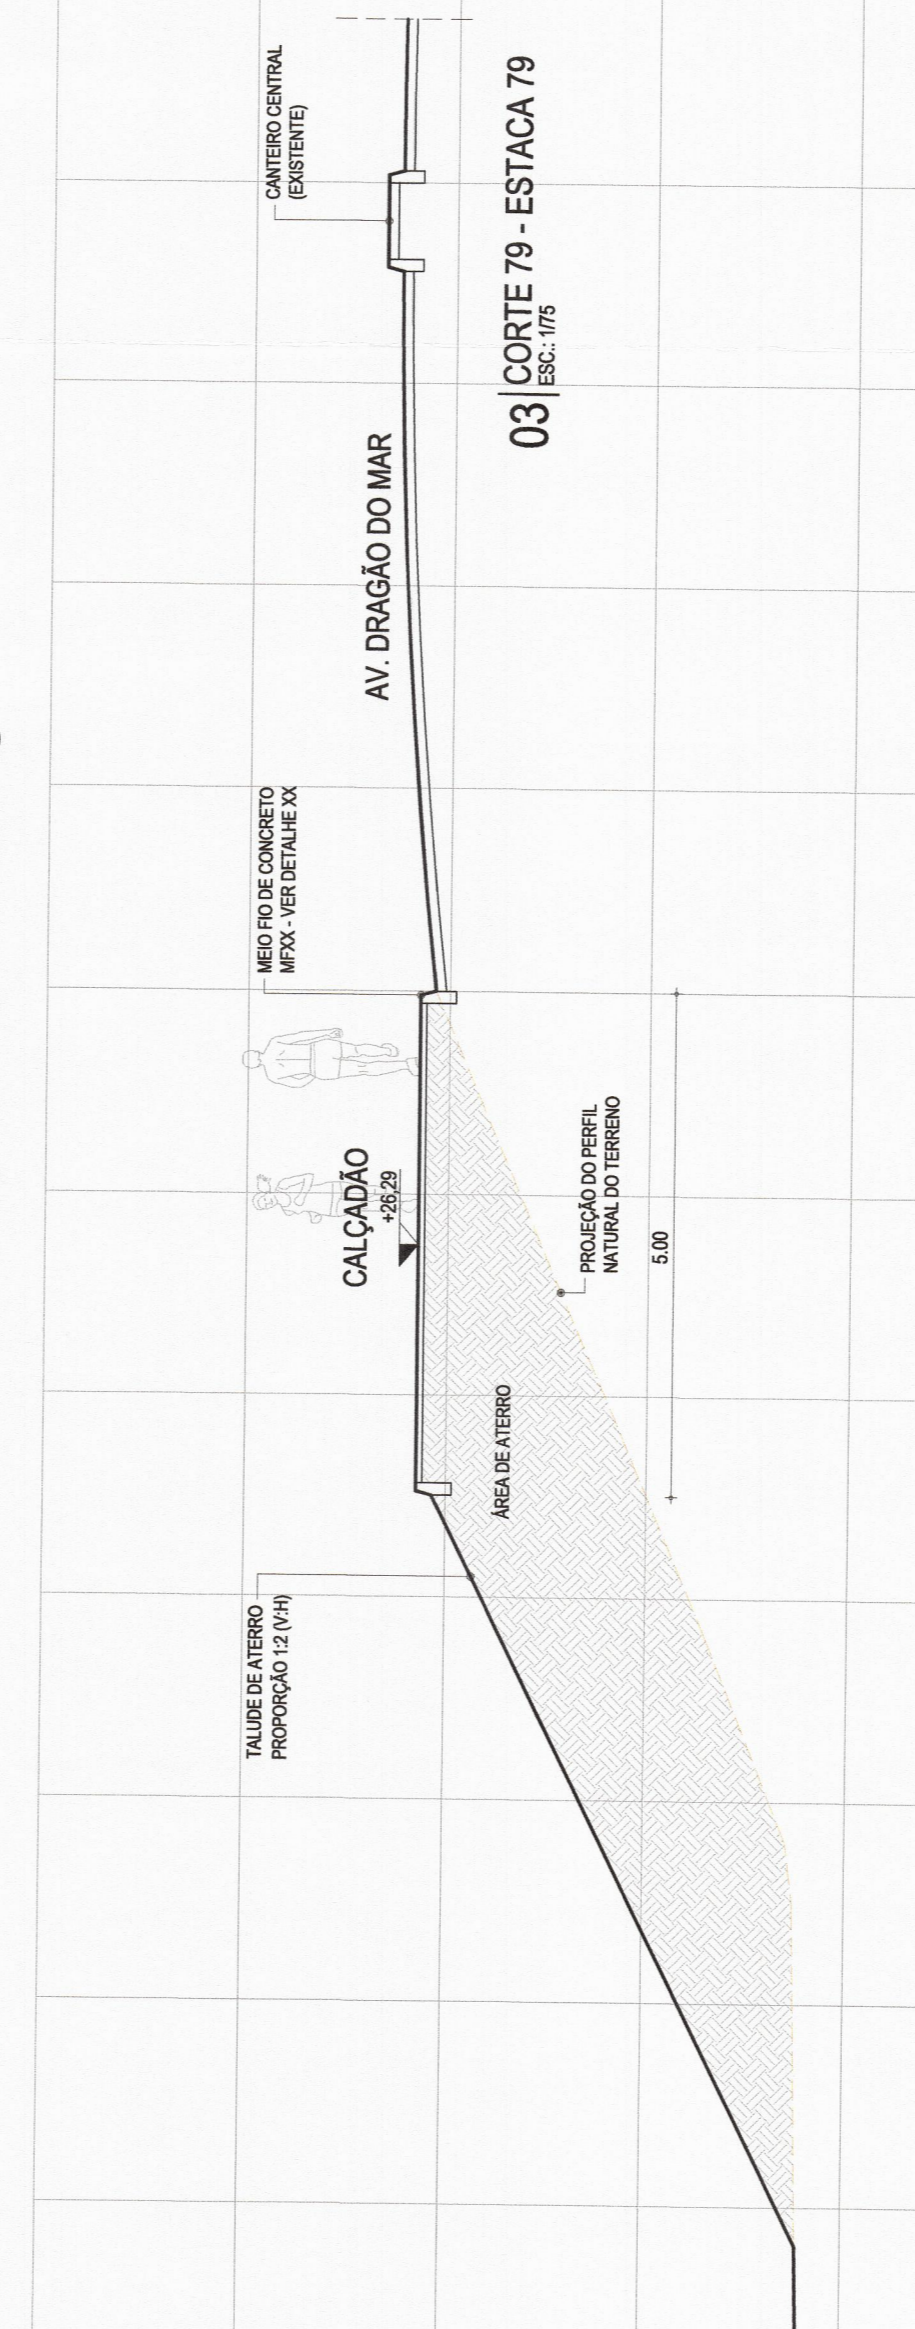 TALUDE DE ATERRO
PROPORÇÃO 1:2 (V:H)
ÁREA DE ATERRO
CALÇADÃO
+26,29
PROJEÇÃO DO PERFIL
NATURAL DO TERRENO
5.00
MEIO FIO DE CONCRETO
MFXX - VER DETALHE XX
AV. DRAGÃO DO MAR
CANTEIRO CENTRAL
(EXISTENTE)
03 CORTE 79 - ESTACA 79
ESC.: 1/75